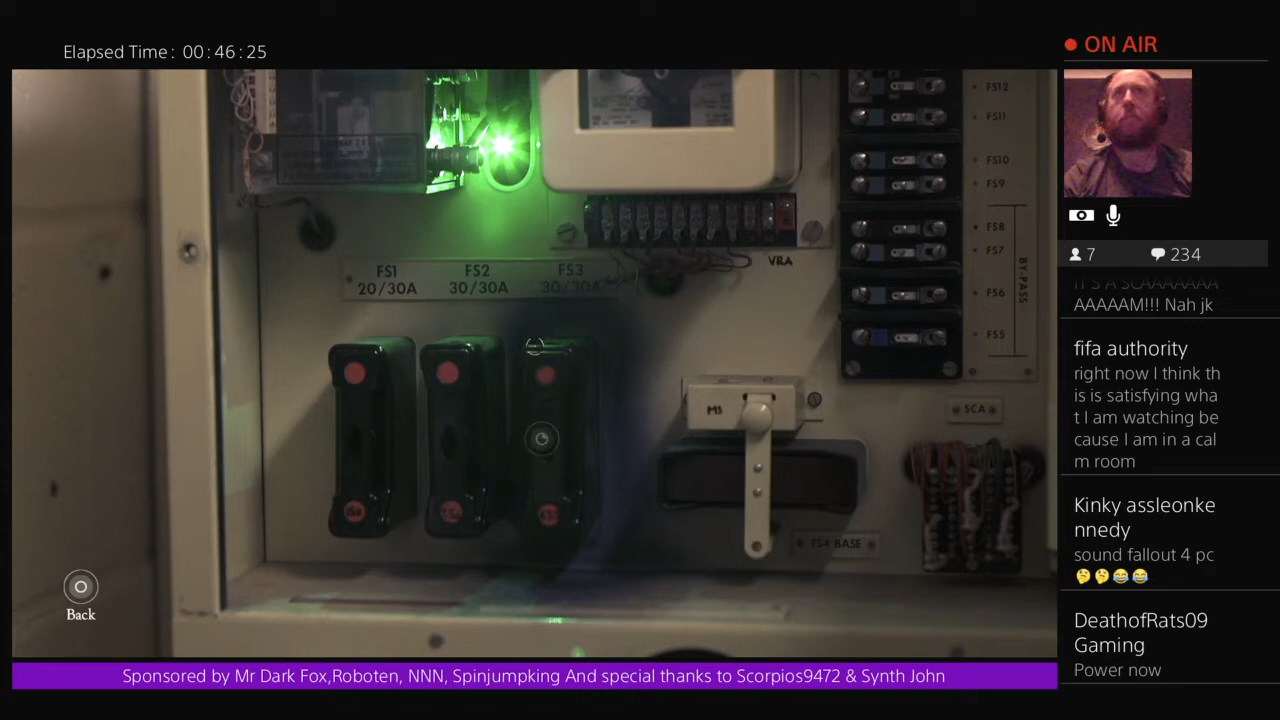 Elapsed Time: 00:46:25
ON AIR
7
234
AAAAAM!!! Nah jk
fifa authority
right now I think th
is is satisfying wha
t I am watching be
cause I am in a cal
m room
Kinky assleonke
nnedy
sound fallout 4 pc
🤔🤔😂😂
DeathofRats09
Gaming
Power now
FS12
FS11
FS10
FS9
FS8
FS7
FS6
FS5
BY-PASS
VRA
FS1
20/30A
FS2
30/30A
FS3
30/30A
M5
SCA
FS4 BASE
Back
Sponsored by Mr Dark Fox,Roboten, NNN, Spinjumpking And special thanks to Scorpios9472 & Synth John